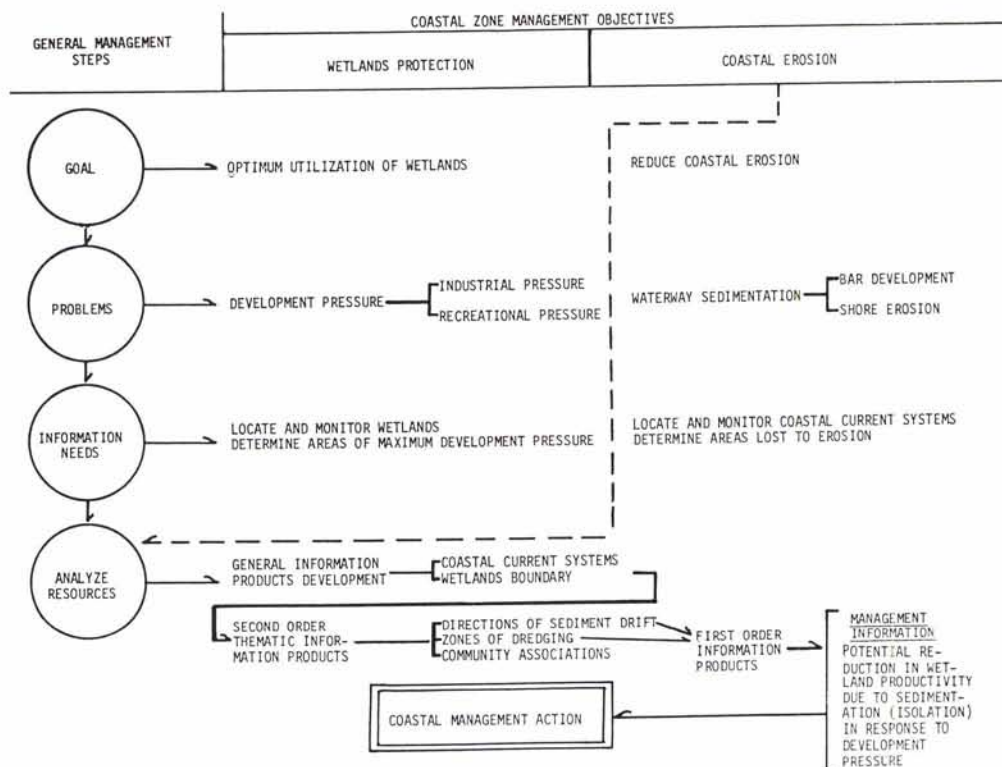 COASTAL ZONE MANAGEMENT OBJECTIVES
GENERAL MANAGEMENT
STEPS
WETLANDS PROTECTION
COASTAL EROSION
GOAL
OPTIMUM UTILIZATION OF WETLANDS
REDUCE COASTAL EROSION
PROBLEMS
DEVELOPMENT PRESSURE
INDUSTRIAL PRESSURE
RECREATIONAL PRESSURE
WATERWAY SEDIMENTATION
BAR DEVELOPMENT
SHORE EROSION
INFORMATION
NEEDS
LOCATE AND MONITOR WETLANDS
DETERMINE AREAS OF MAXIMUM DEVELOPMENT PRESSURE
LOCATE AND MONITOR COASTAL CURRENT SYSTEMS
DETERMINE AREAS LOST TO EROSION
ANALYZE
RESOURCES
GENERAL INFORMATION
PRODUCTS DEVELOPMENT
COASTAL CURRENT SYSTEMS
WETLANDS BOUNDARY
SECOND ORDER
THEMATIC INFOR-
MATION PRODUCTS
DIRECTIONS OF SEDIMENT DRIFT
ZONES OF DREDGING
COMMUNITY ASSOCIATIONS
FIRST ORDER
INFORMATION
PRODUCTS
MANAGEMENT
INFORMATION
POTENTIAL RE-
DUCTION IN WET-
LAND PRODUCTIVITY
DUE TO SEDIMENT-
ATION (ISOLATION)
IN RESPONSE TO
DEVELOPMENT
PRESSURE
COASTAL MANAGEMENT ACTION